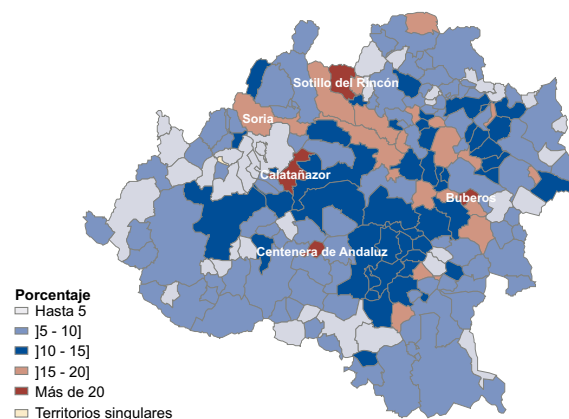 Sotillo del Rincón
Soria
Calatañazor
Buberos
Centenera de Andaluz
Porcentaje
Hasta 5
]5 - 10]
]10 - 15]
]15 - 20]
Más de 20
Territorios singulares